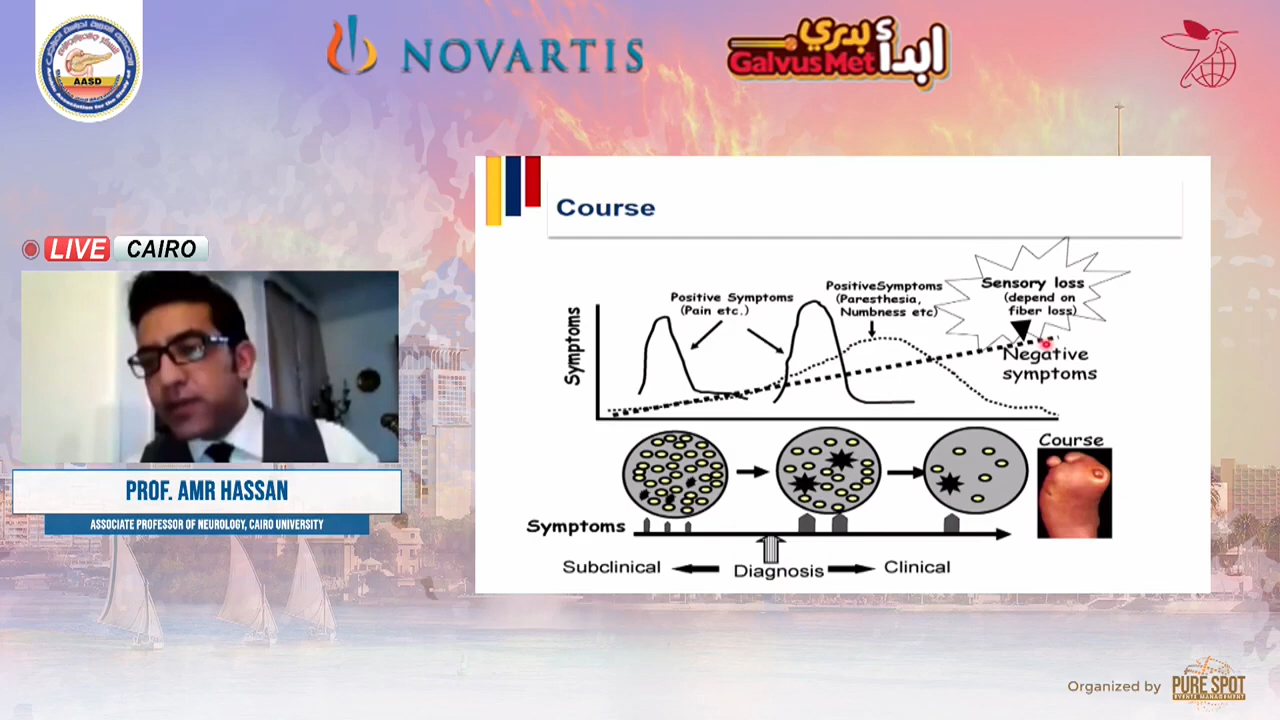 AASD
NOVARTIS
ابدأ بدري
GalvusMet
LIVE CAIRO
PROF. AMR HASSAN
ASSOCIATE PROFESSOR OF NEUROLOGY, CAIRO UNIVERSITY
Course
Symptoms
Positive Symptoms
(Pain etc.)
PositiveSymptoms
(Paresthesia,
Numbness etc)
Sensory loss
(depend on
fiber loss)
Negative
symptoms
Course
Symptoms
Subclinical
Diagnosis
Clinical
Organized by
PURE SPOT
EVENTS MANAGEMENT